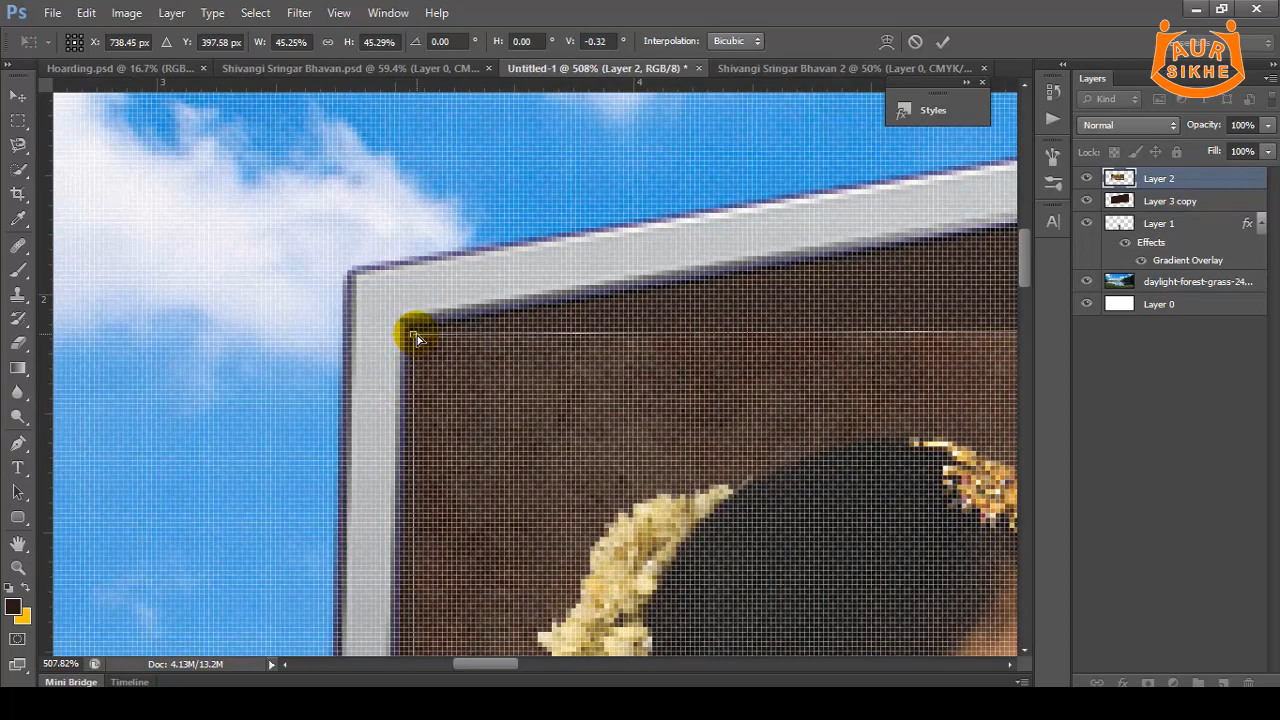 Ps File Edit Image Layer Type Select Filter View Window Help
X: 738.45 px Y: 397.58 px W: 45.25% H: 45.29% 0.00 ° H: 0.00 ° V: -0.32 ° Interpolation: Bicubic
AUR
SIKHE
Hoarding.psd @ 16.7% (RGB... × Shivangi Sringar Bhavan.psd @ 59.4% (Layer 0, CM... × Untitled-1 @ 508% (Layer 2, RGB/8) * × Shivangi Sringar Bhavan 2 @ 50% (Layer 0, CMYK/... ×
3 4
2
Styles
Layers
Kind
Normal Opacity: 100%
Lock: Fill: 100%
Layer 2
Layer 3 copy
Layer 1 fx
Effects
Gradient Overlay
daylight-forest-grass-24...
Layer 0
507.82% Doc: 4.13M/13.2M
Mini Bridge Timeline